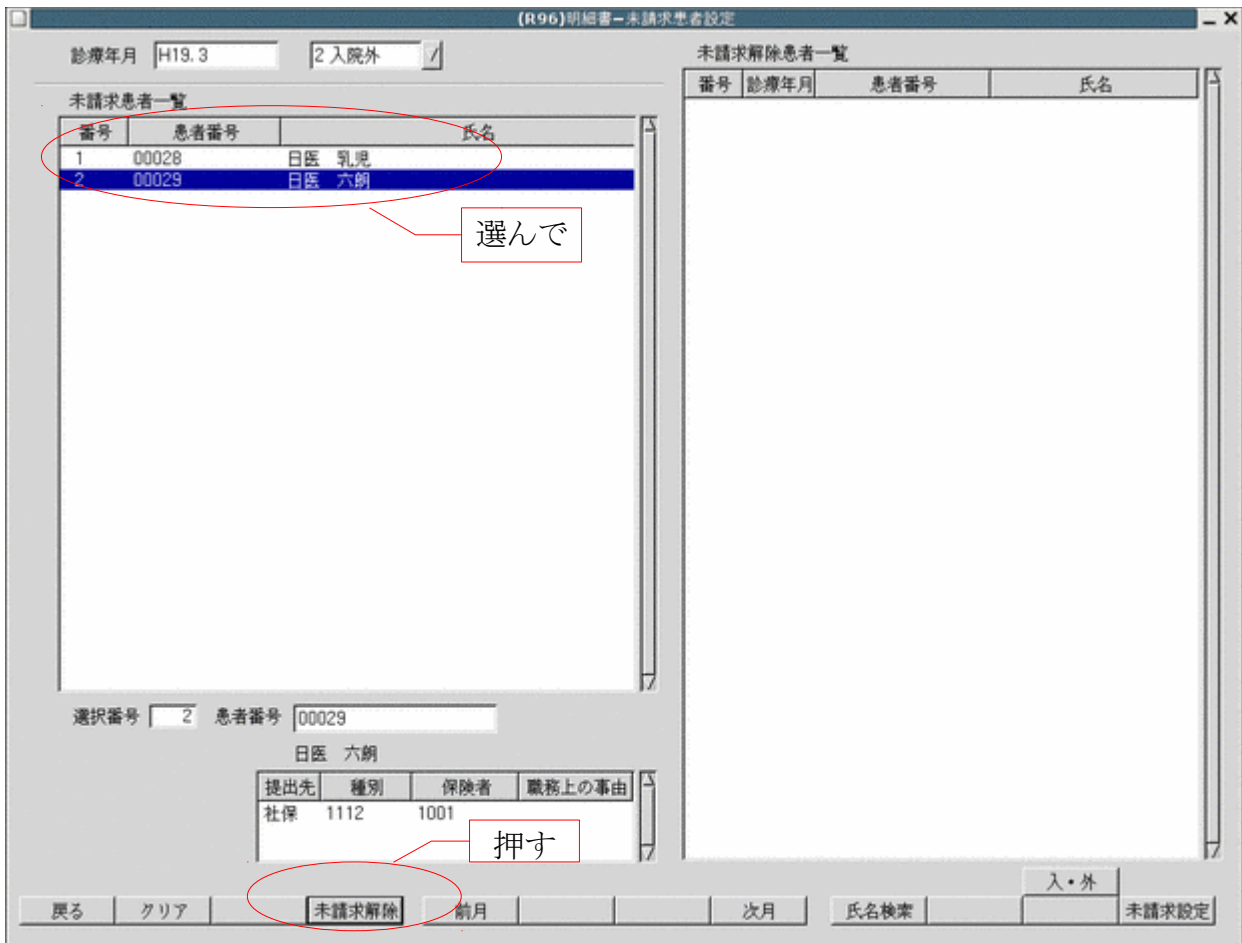 (R96)明細書ー未請求患者設定
診療年月 H19. 3 2 入院外
未請求患者一覧
番号 患者番号 氏名
1 00028 日医 乳児
2 00029 日医 六朗
選んで
選択番号 2 患者番号 00029
日医 六朗
提出先 種別 保険者 職務上の事由
社保 1112 1001
押す
未請求解除患者一覧
番号 診療年月 患者番号 氏名
入・外
戻る クリア 未請求解除 前月 次月 氏名検索 未請求設定